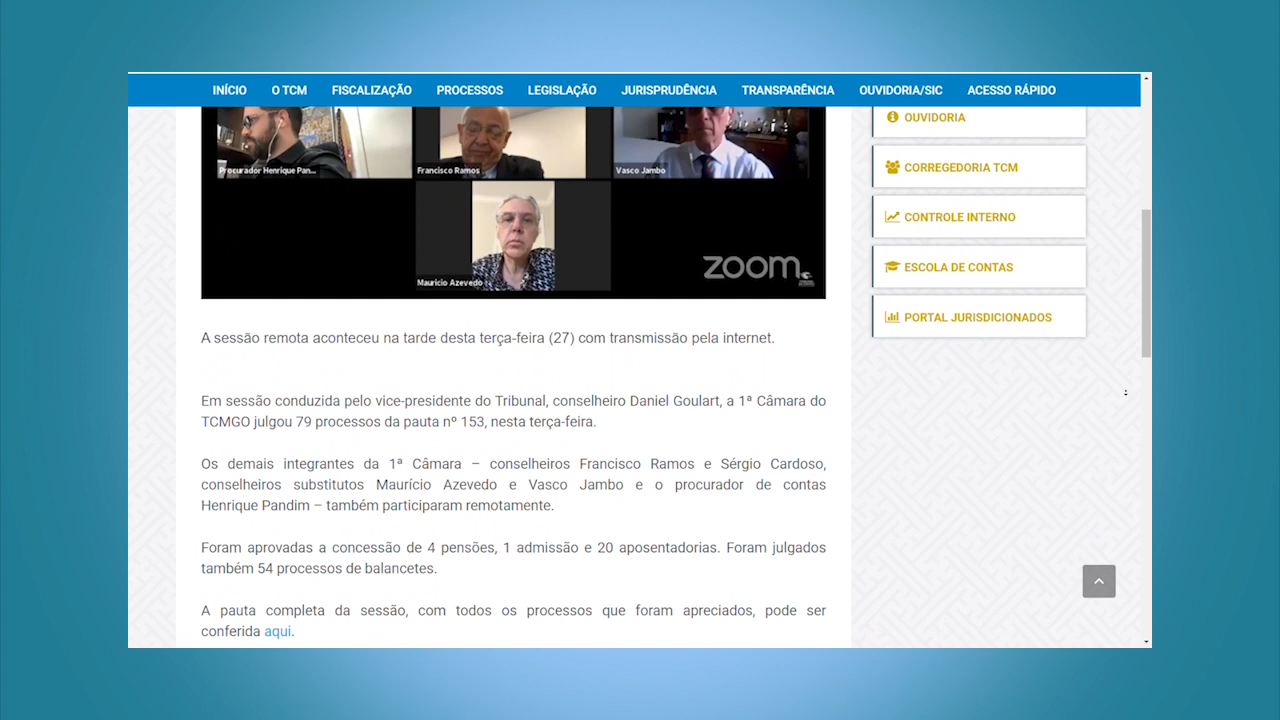 INÍCIO O TCM FISCALIZAÇÃO PROCESSOS LEGISLAÇÃO JURISPRUDÊNCIA TRANSPARÊNCIA OUVIDORIA/SIC ACESSO RÁPIDO
Procurador Henrique Pan...
Francisco Ramos
Vasco Jambo
Mauricio Azevedo
zoom
A sessão remota aconteceu na tarde desta terça-feira (27) com transmissão pela internet.
Em sessão conduzida pelo vice-presidente do Tribunal, conselheiro Daniel Goulart, a 1ª Câmara do
TCMGO julgou 79 processos da pauta nº 153, nesta terça-feira.
Os demais integrantes da 1ª Câmara – conselheiros Francisco Ramos e Sérgio Cardoso,
conselheiros substitutos Maurício Azevedo e Vasco Jambo e o procurador de contas
Henrique Pandim – também participaram remotamente.
Foram aprovadas a concessão de 4 pensões, 1 admissão e 20 aposentadorias. Foram julgados
também 54 processos de balancetes.
A pauta completa da sessão, com todos os processos que foram apreciados, pode ser
conferida aqui.
OUVIDORIA
CORREGEDORIA TCM
CONTROLE INTERNO
ESCOLA DE CONTAS
PORTAL JURISDICIONADOS